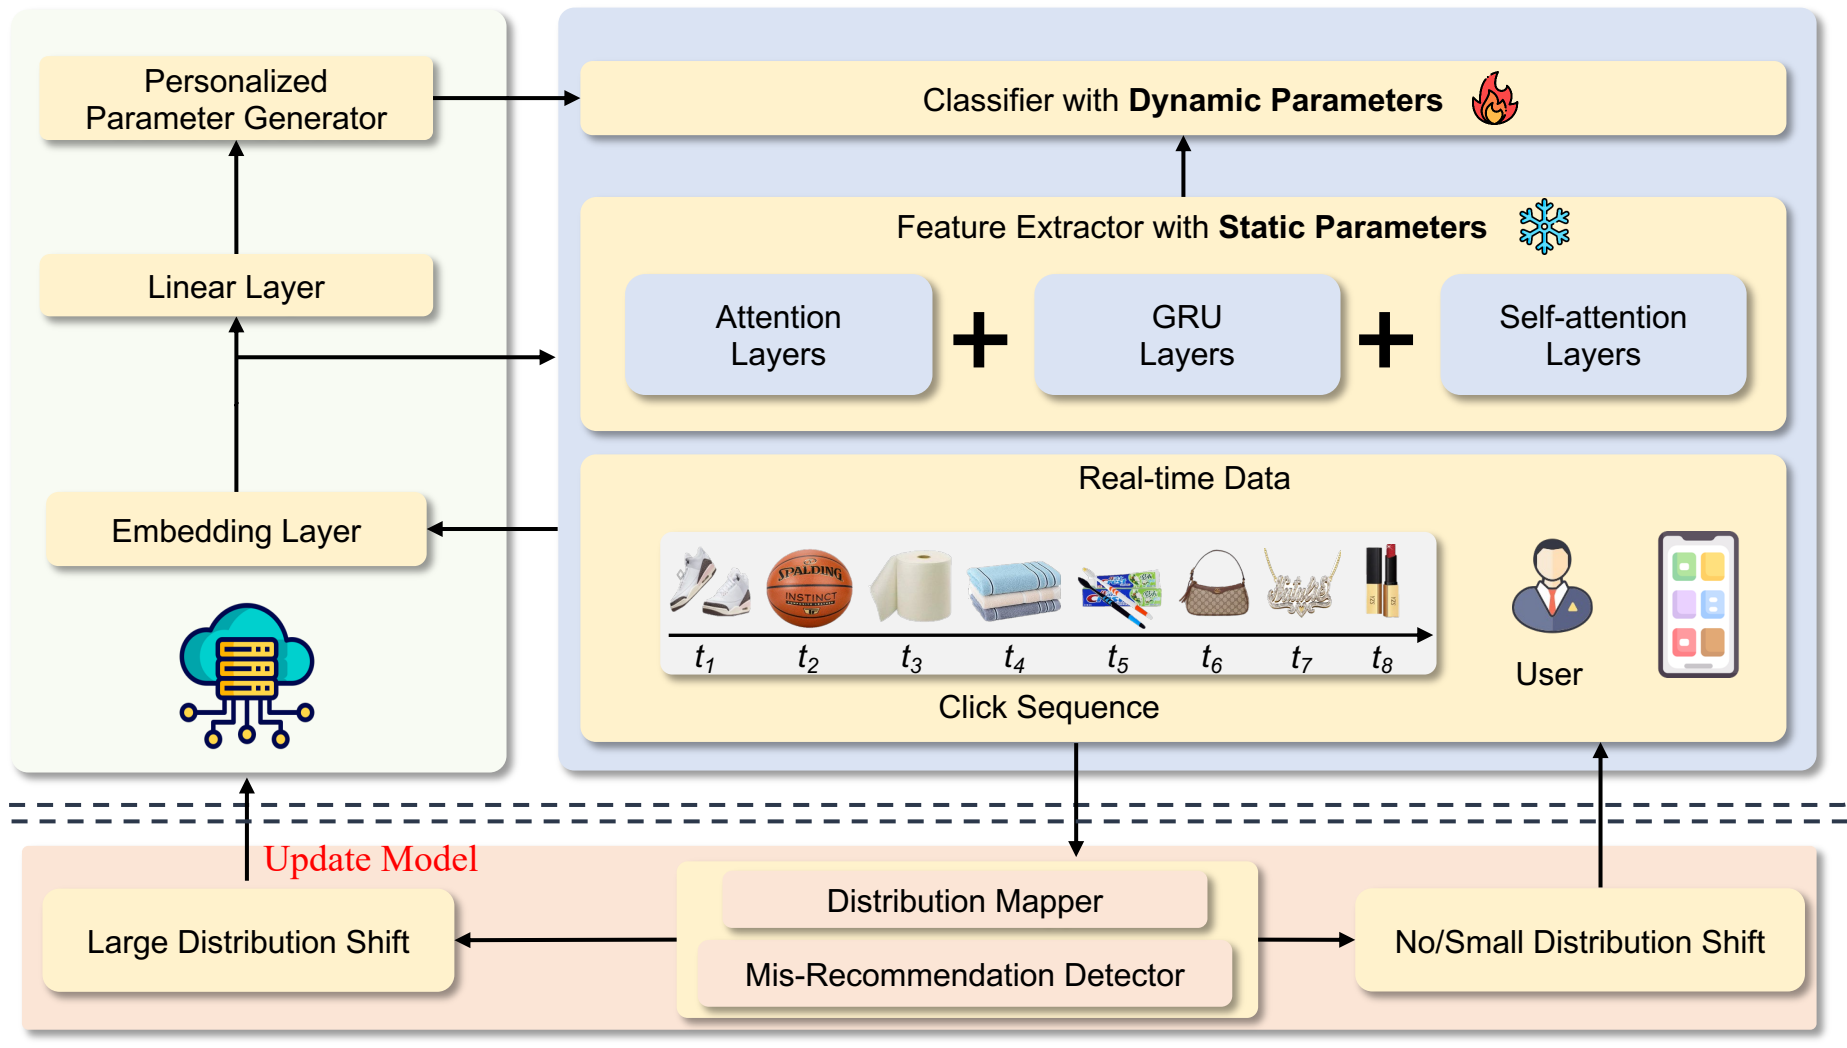 Personalized
Parameter Generator
Classifier with Dynamic Parameters
Feature Extractor with Static Parameters
Linear Layer
Attention
Layers
GRU
Layers
Self-attention
Layers
Embedding Layer
Real-time Data
SPALDING
INSTINCT
t1 t2 t3 t4 t5 t6 t7 t8
User
Click Sequence
Update Model
Large Distribution Shift
Distribution Mapper
Mis-Recommendation Detector
No/Small Distribution Shift